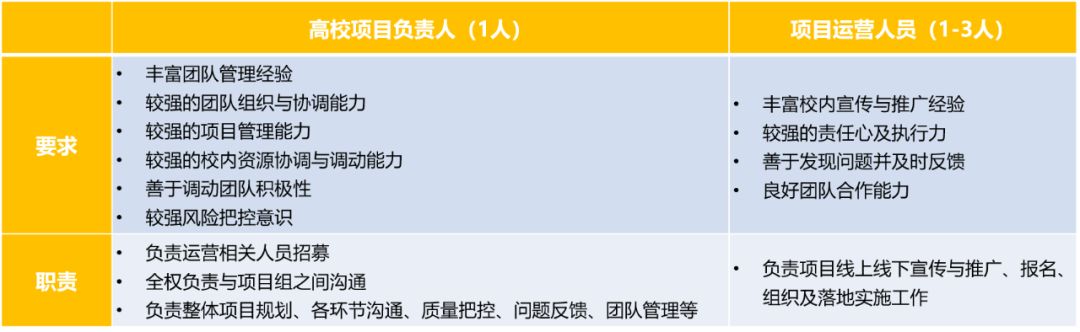 高校项目负责人（1人）
项目运营人员（1-3人）
要求
• 丰富团队管理经验
• 较强的团队组织与协调能力
• 较强的项目管理能力
• 较强的校内资源协调与调动能力
• 善于调动团队积极性
• 较强风险把控意识
• 丰富校内宣传与推广经验
• 较强的责任心及执行力
• 善于发现问题并及时反馈
• 良好团队合作能力
职责
• 负责运营相关人员招募
• 全权负责与项目组之间沟通
• 负责整体项目规划、各环节沟通、质量把控、问题反馈、团队管理等
• 负责项目线上线下宣传与推广、报名、
组织及落地实施工作